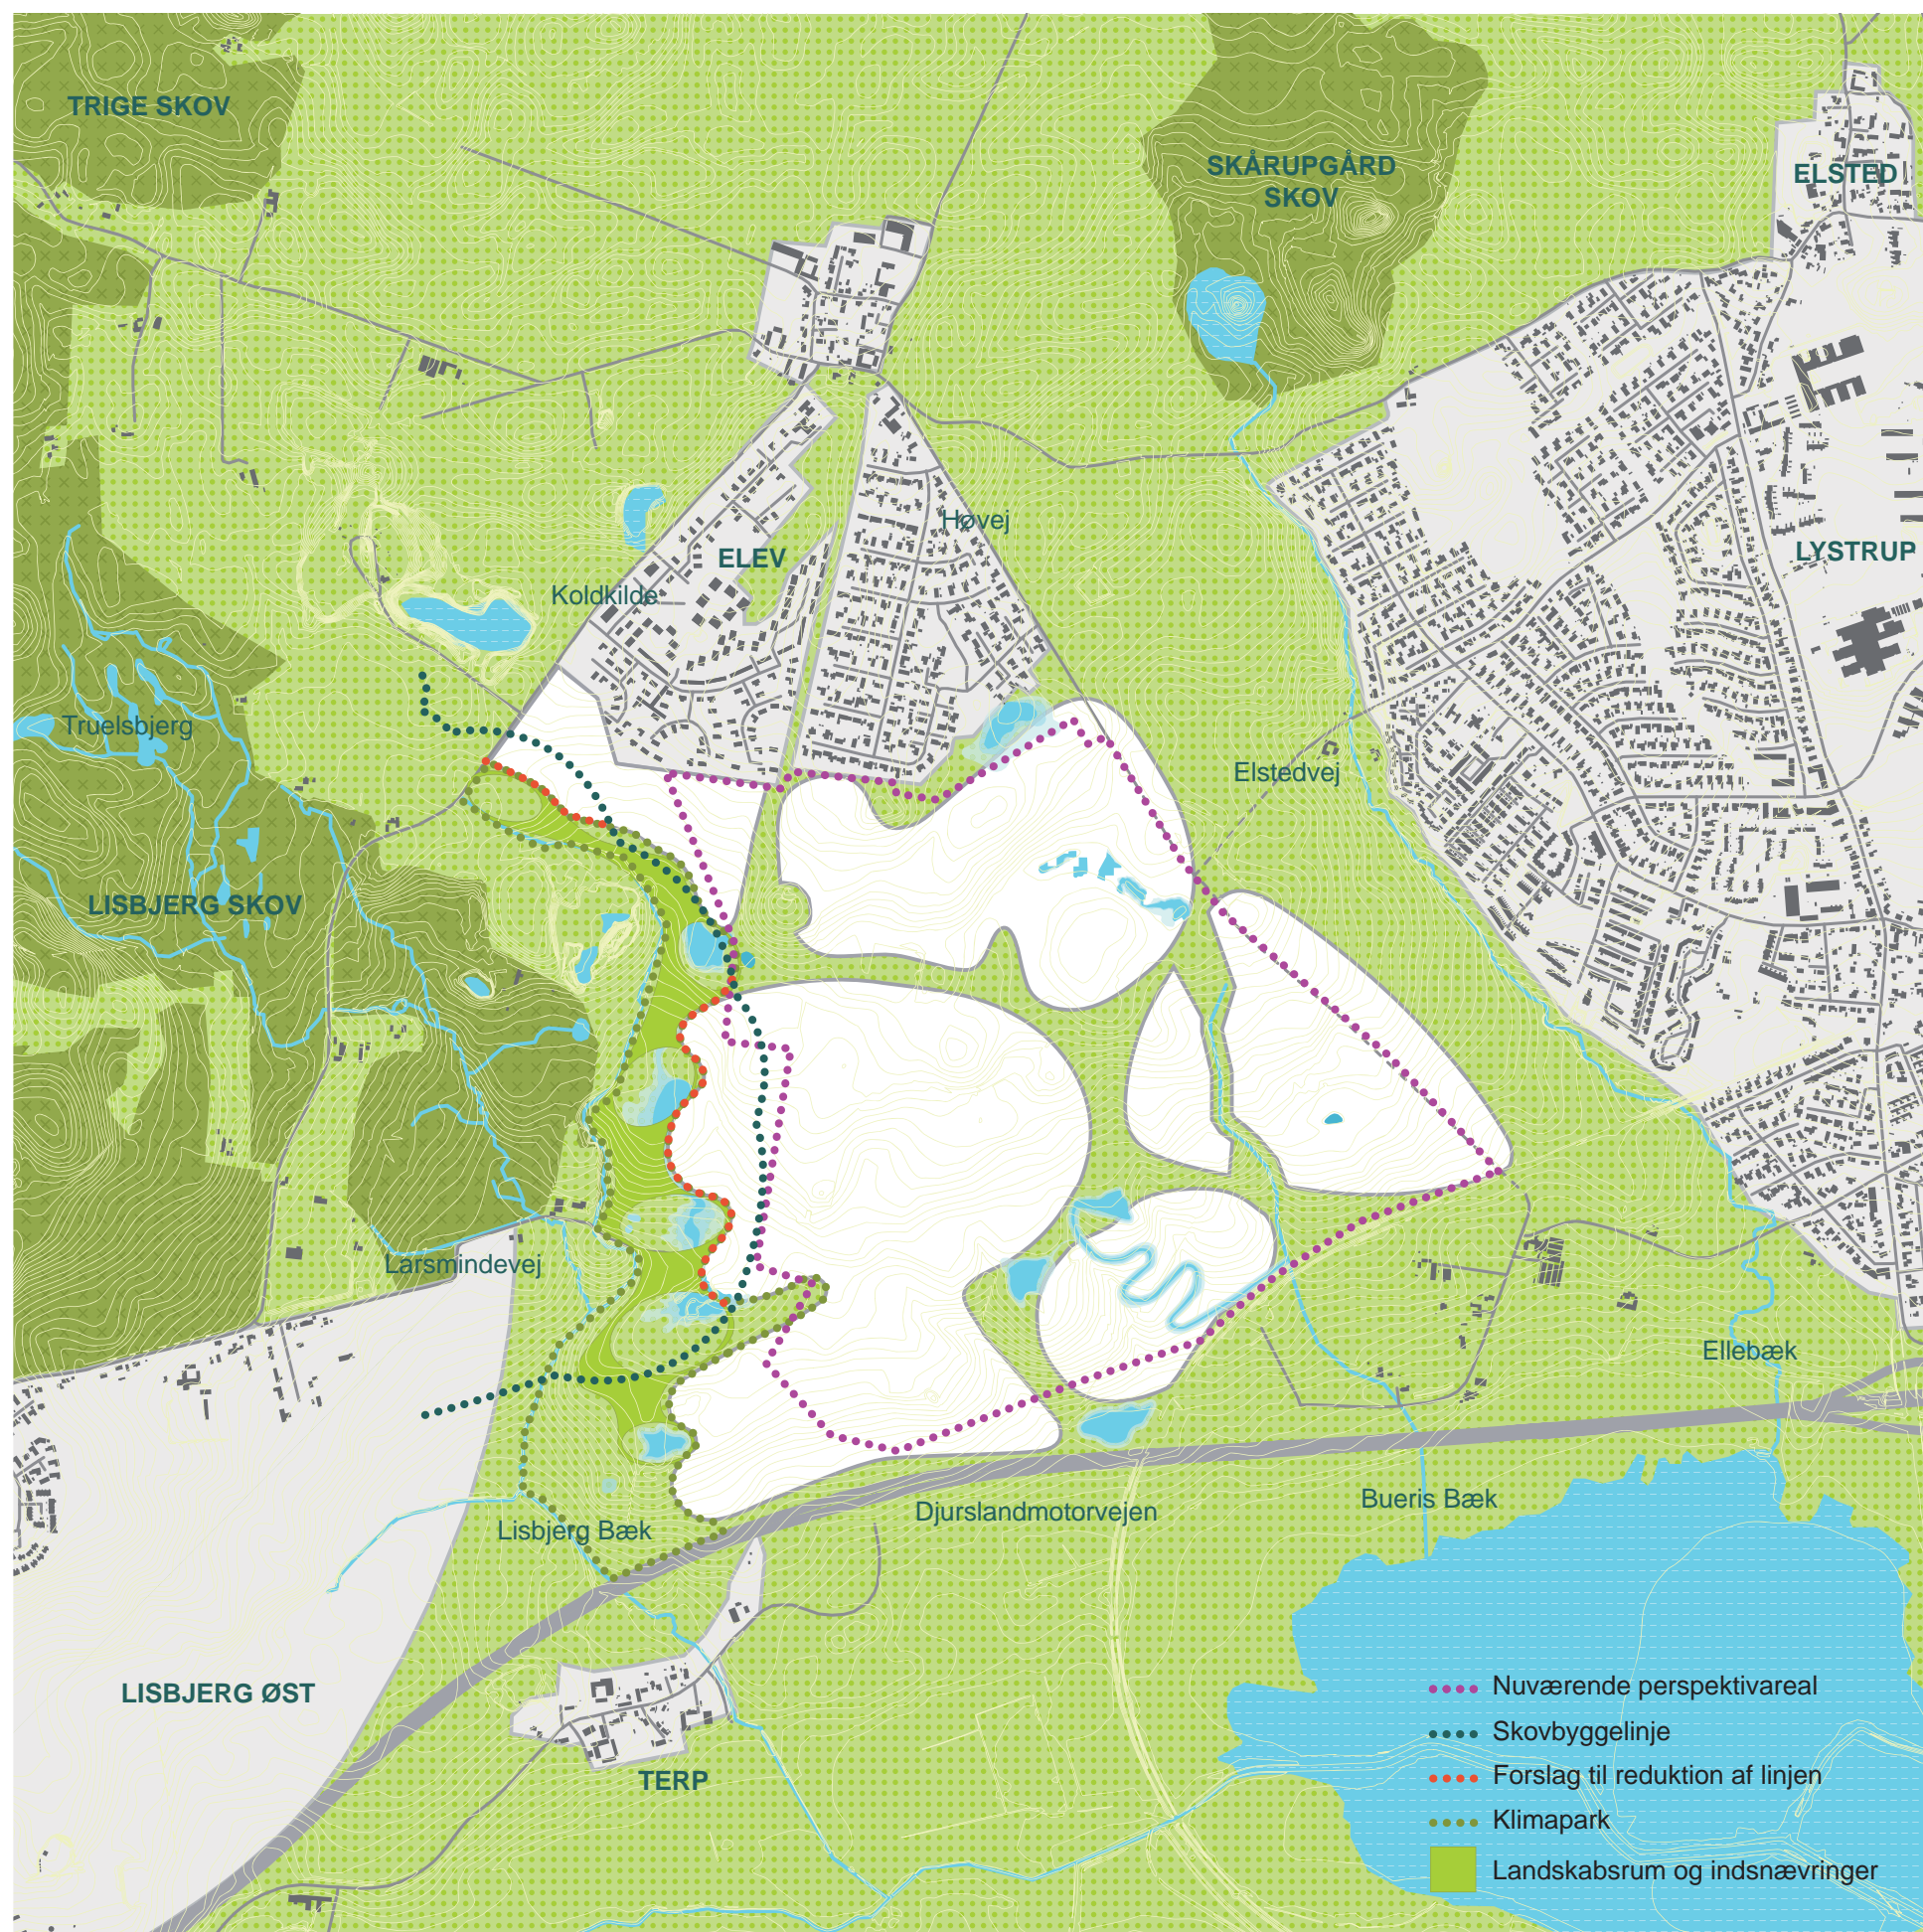 TRIGE SKOV
SKÅRUPGÅRD
SKOV
ELSTED
Høvej
ELEV
LYSTRUP
Koldkilde
Truelsbjerg
Elstedvej
LISBJERG SKOV
Larsmindevej
Ellebæk
Bueris Bæk
Djurslandmotorvejen
Lisbjerg Bæk
LISBJERG ØST
TERP
Nuværende perspektivareal
Skovbyggelinje
Forslag til reduktion af linjen
Klimapark
Landskabsrum og indsnævringer